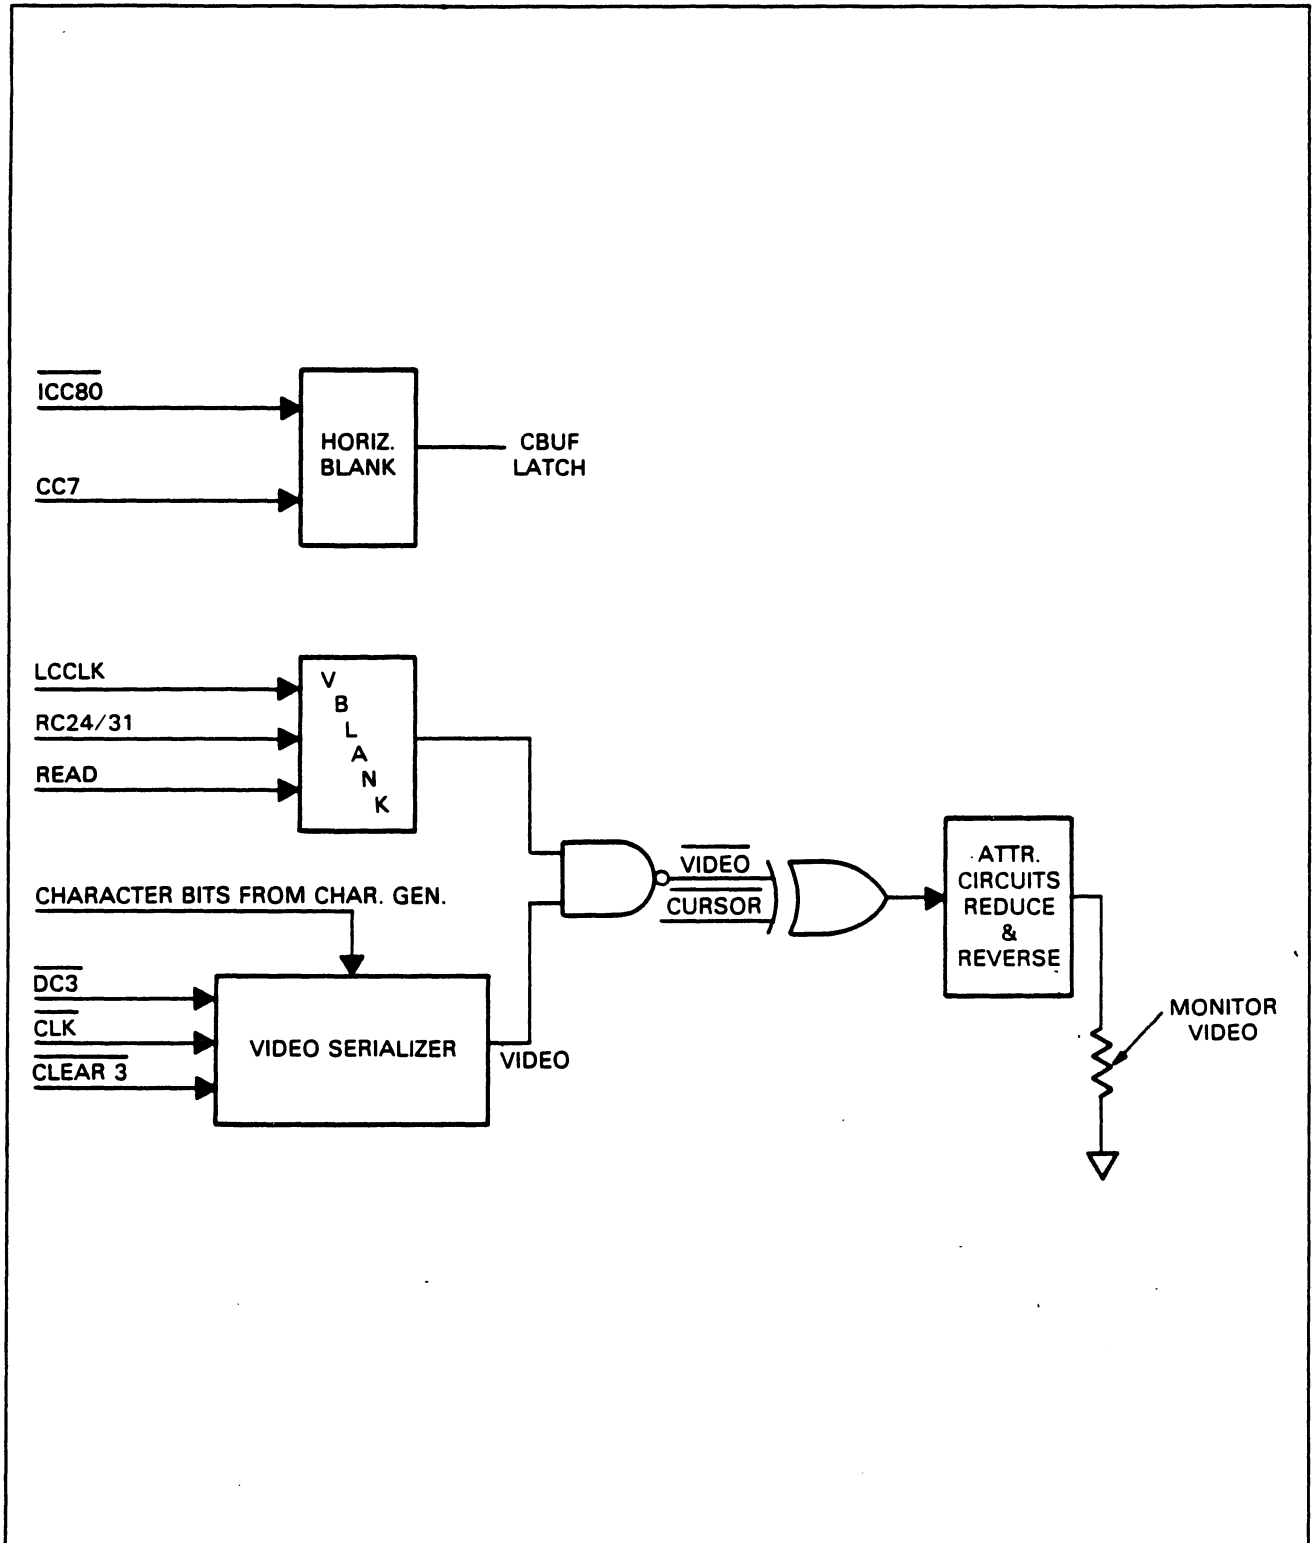 ICC80
HORIZ.
BLANK
CBUF
LATCH
CC7
LCCLK
RC24/31
READ
VBLANK
VIDEO
CURSOR
ATTR.
CIRCUITS
REDUCE
&
REVERSE
CHARACTER BITS FROM CHAR. GEN.
DC3
CLK
CLEAR 3
VIDEO SERIALIZER
VIDEO
MONITOR
VIDEO